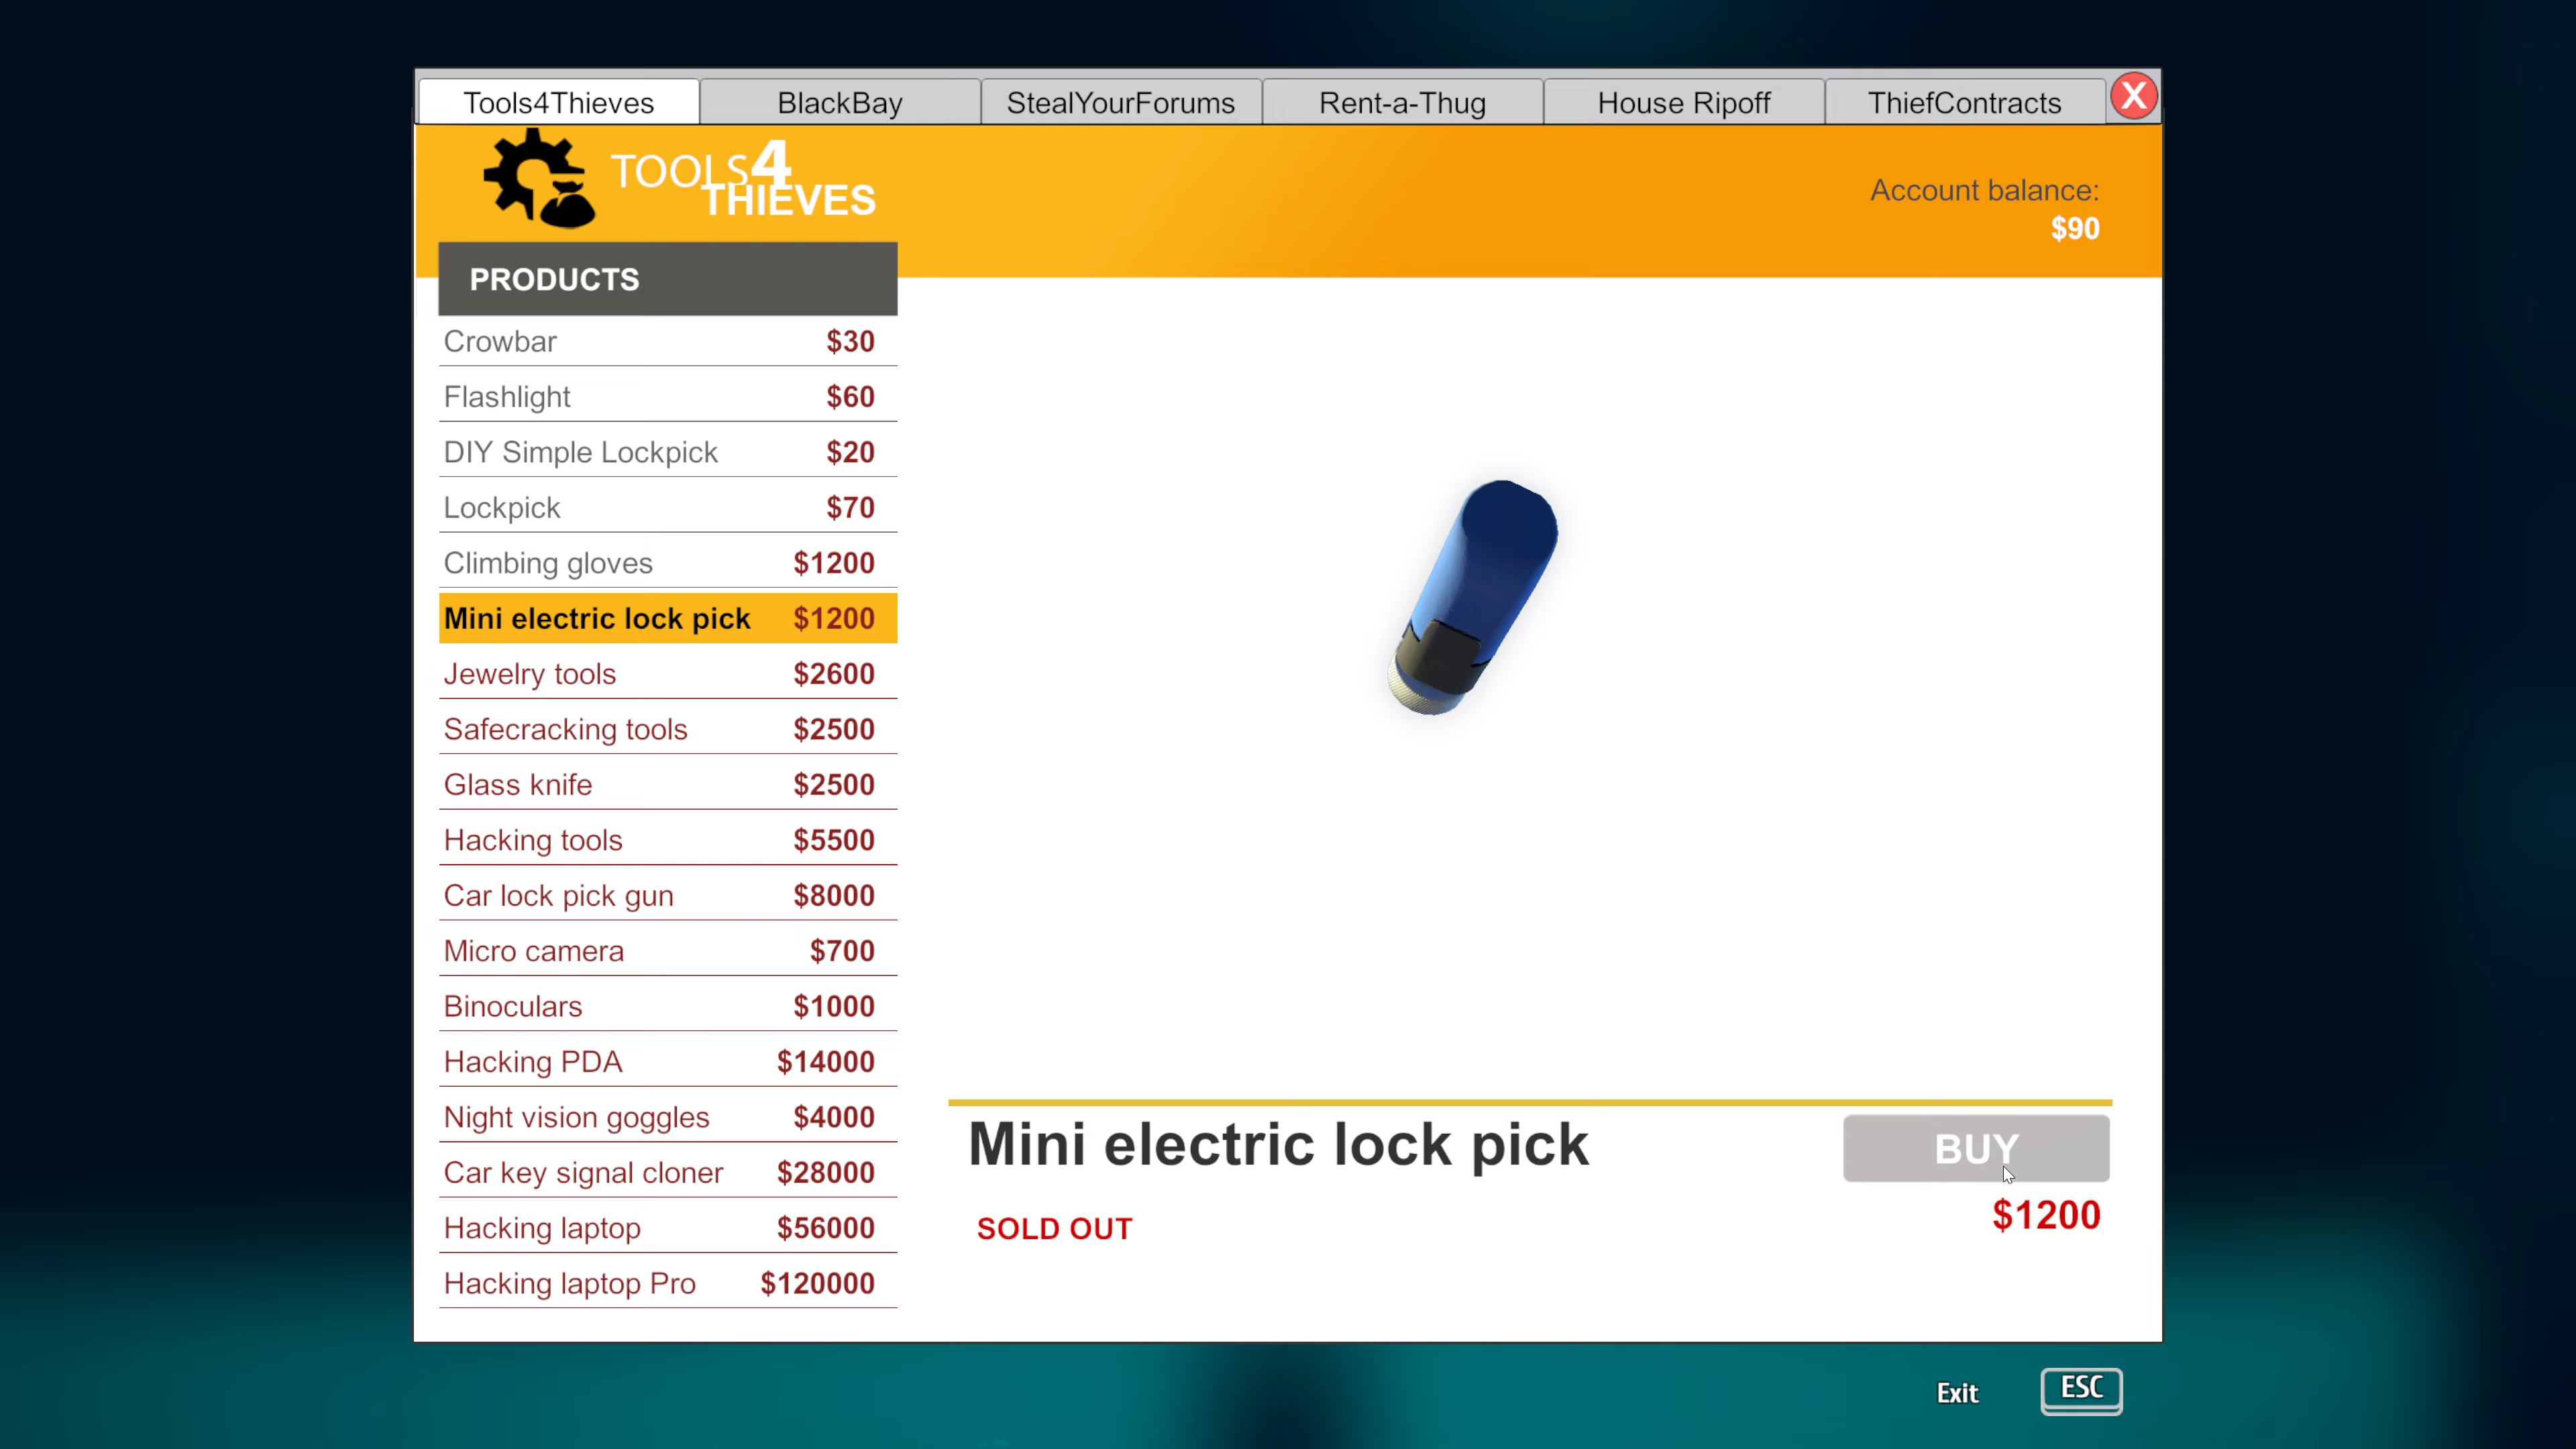 Tools4Thieves BlackBay StealYourForums Rent-a-Thug House Ripoff ThiefContracts X
TOOLS4
THIEVES
Account balance:
$90
PRODUCTS
Crowbar $30
Flashlight $60
DIY Simple Lockpick $20
Lockpick $70
Climbing gloves $1200
Mini electric lock pick $1200
Jewelry tools $2600
Safecracking tools $2500
Glass knife $2500
Hacking tools $5500
Car lock pick gun $8000
Micro camera $700
Binoculars $1000
Hacking PDA $14000
Night vision goggles $4000
Car key signal cloner $28000
Hacking laptop $56000
Hacking laptop Pro $120000
Mini electric lock pick
BUY
$1200
SOLD OUT
Exit ESC